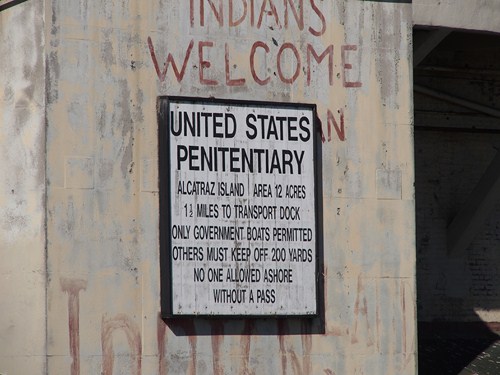 INDIANS
WELCOME
UNITED STATES
PENITENTIARY
ALCATRAZ ISLAND AREA 12 ACRES
1½ MILES TO TRANSPORT DOCK
ONLY GOVERNMENT BOATS PERMITTED
OTHERS MUST KEEP OFF 200 YARDS
NO ONE ALLOWED ASHORE
WITHOUT A PASS